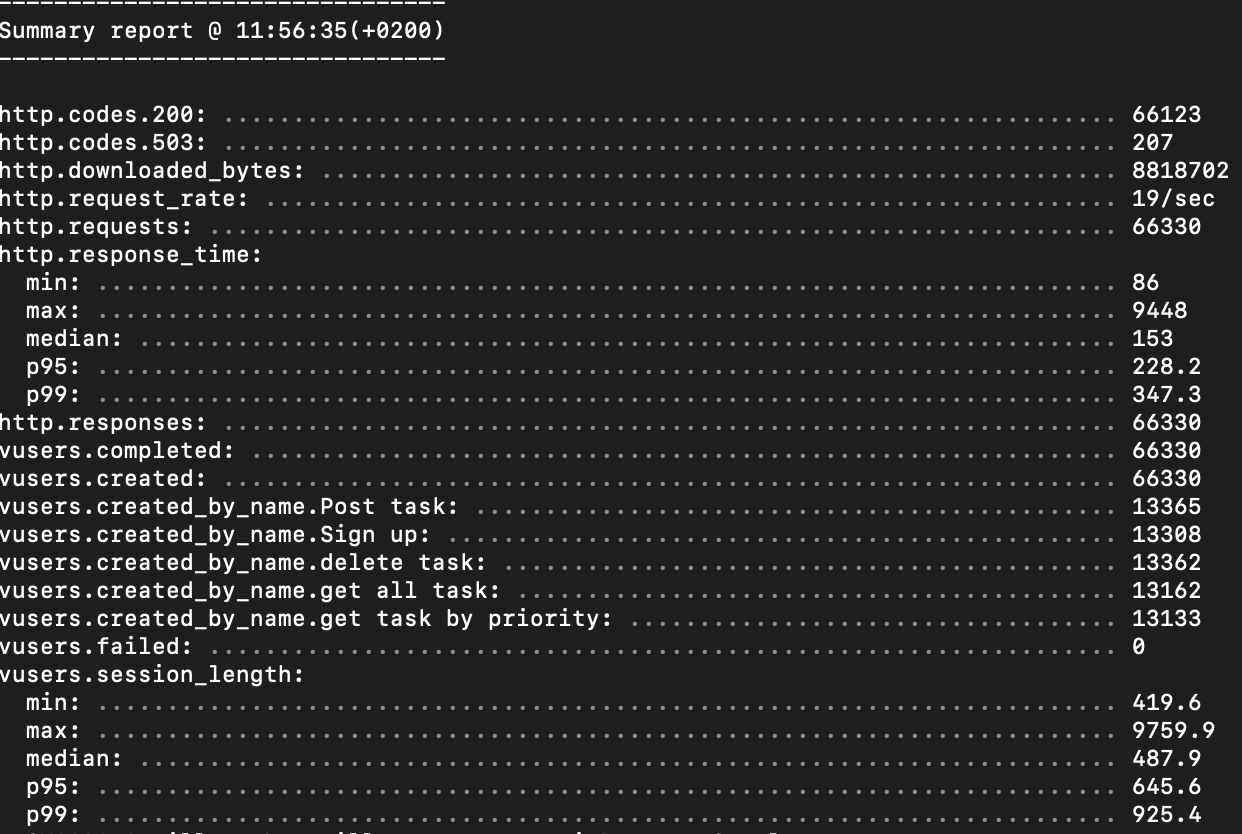 --------------------------------
Summary report @ 11:56:35(+0200)
--------------------------------
http.codes.200: ................................................................ 66123
http.codes.503: ................................................................ 207
http.downloaded_bytes: ......................................................... 8818702
http.request_rate: ............................................................. 19/sec
http.requests: ................................................................. 66330
http.response_time:
  min: ......................................................................... 86
  max: ......................................................................... 9448
  median: ...................................................................... 153
  p95: ......................................................................... 228.2
  p99: ......................................................................... 347.3
http.responses: ................................................................ 66330
vusers.completed: .............................................................. 66330
vusers.created: ................................................................ 66330
vusers.created_by_name.Post task: .............................................. 13365
vusers.created_by_name.Sign up: ................................................ 13308
vusers.created_by_name.delete task: ............................................ 13362
vusers.created_by_name.get all task: ........................................... 13162
vusers.created_by_name.get task by priority: ................................... 13133
vusers.failed: ................................................................. 0
vusers.session_length:
  min: ......................................................................... 419.6
  max: ......................................................................... 9759.9
  median: ...................................................................... 487.9
  p95: ......................................................................... 645.6
  p99: ......................................................................... 925.4